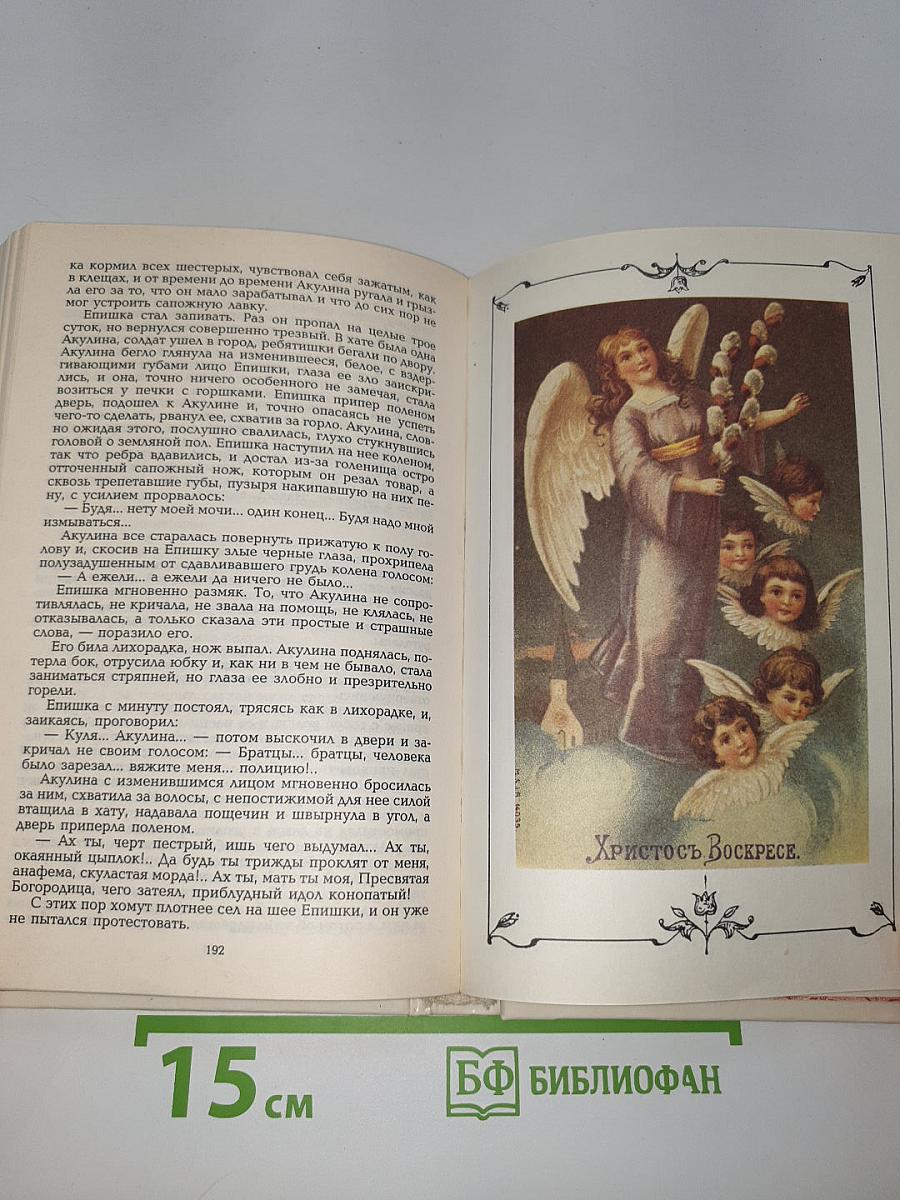 ка кормил всех шестерых, чувствовал себя зажатым, как
в клещах, и от времени до времени Акулина ругала и грыз-
ла его за то, что он мало зарабатывал и что до сих пор не
мог устроить сапожную лавку.
Епишка стал запивать. Раз он пропал на целые трое
суток, но вернулся совершенно трезвый. В хате была одна
Акулина, солдат ушел в город, ребятишки бегали по двору.
Акулина бегло глянула на изменившееся, белое, с вздер-
гивающими губами лицо Епишки, глаза ее зло заискри-
лись, и она, точно ничего особенного не замечая, стала
возиться у печки с горшками. Епишка припер поленом
дверь, подошел к Акулине и, точно опасаясь не успеть
чего-то сделать, рванул ее, схватив за горло. Акулина, слов-
но ожидая этого, послушно свалилась, глухо стукнувшись
головой о земляной пол. Епишка наступил на нее коленом,
так что ребра вдавились, и достал из-за голенища остро
отточенный сапожный нож, которым он резал товар, а
сквозь трепетавшие губы, пузыря накипавшую на них пе-
ну, с усилием прорвалось:
— Будя... нету моей мочи... один конец... Будя надо мной
измываться...
Акулина все старалась повернуть прижатую к полу го-
лову и, скосив на Епишку злые черные глаза, прохрипела
полузадушенным от сдавливавшего грудь колена голосом:
— А ежели... а ежели да ничего не было...
Епишка мгновенно размяк. То, что Акулина не сопро-
тивлялась, не кричала, не звала на помощь, не клялась, не
отказывалась, а только сказала эти простые и страшные
слова, — поразило его.
Его била лихорадка, нож выпал. Акулина поднялась, по-
терла бок, отрусила юбку и, как ни в чем не бывало, стала
заниматься стряпней, но глаза ее злобно и презрительно
горели.
Епишка с минуту постоял, трясясь как в лихорадке, и,
заикаясь, проговорил:
— Куля... Акулина... — потом выскочил в двери и за-
кричал не своим голосом: — Братцы... братцы, человека
было зарезал... вяжите меня... полицию!..
Акулина с изменившимся лицом мгновенно бросилась
за ним, схватила за волосы, с непостижимой для нее силой
втащила в хату, надавала пощечин и швырнула в угол, а
дверь приперла поленом.
— Ах ты, черт пестрый, ишь чего выдумал... Ах ты,
окаянный цыплок!.. Да будь ты трижды проклят от меня,
анафема, скуластая морда!.. Ах ты, мать ты моя, Пресвятая
Богородица, чего затеял, приблудный идол конопатый!
С этих пор хомут плотнее сел на шее Епишки, и он уже
не пытался протестовать.
192
Христосъ Воскресе.
15 см
БФ БИБЛИОФАН